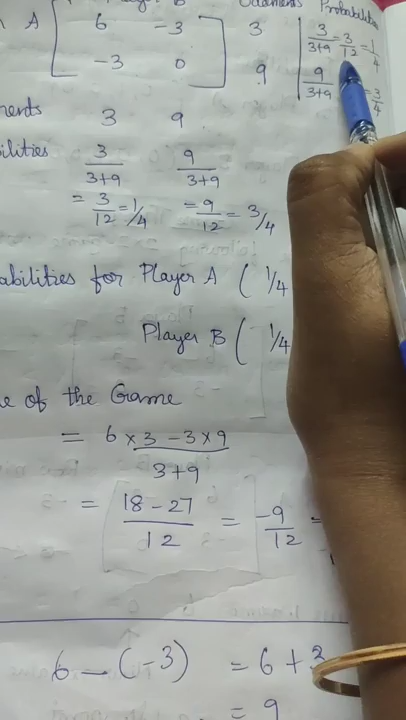 A 6 -3 3 3/(3+9) = 3/12 = 1/4
-3 0 9 9/(3+9) = 3/4
3 9
3/(3+9) 9/(3+9)
= 3/12 = 1/4 = 9/12 = 3/4
for Player A ( 1/4
Player B ( 1/4
of the Game
= 6 × 3 - 3 × 9 / 3+9
= 18 - 27 / 12 = -9/12 =
6 - (-3) = 6 +
= 9